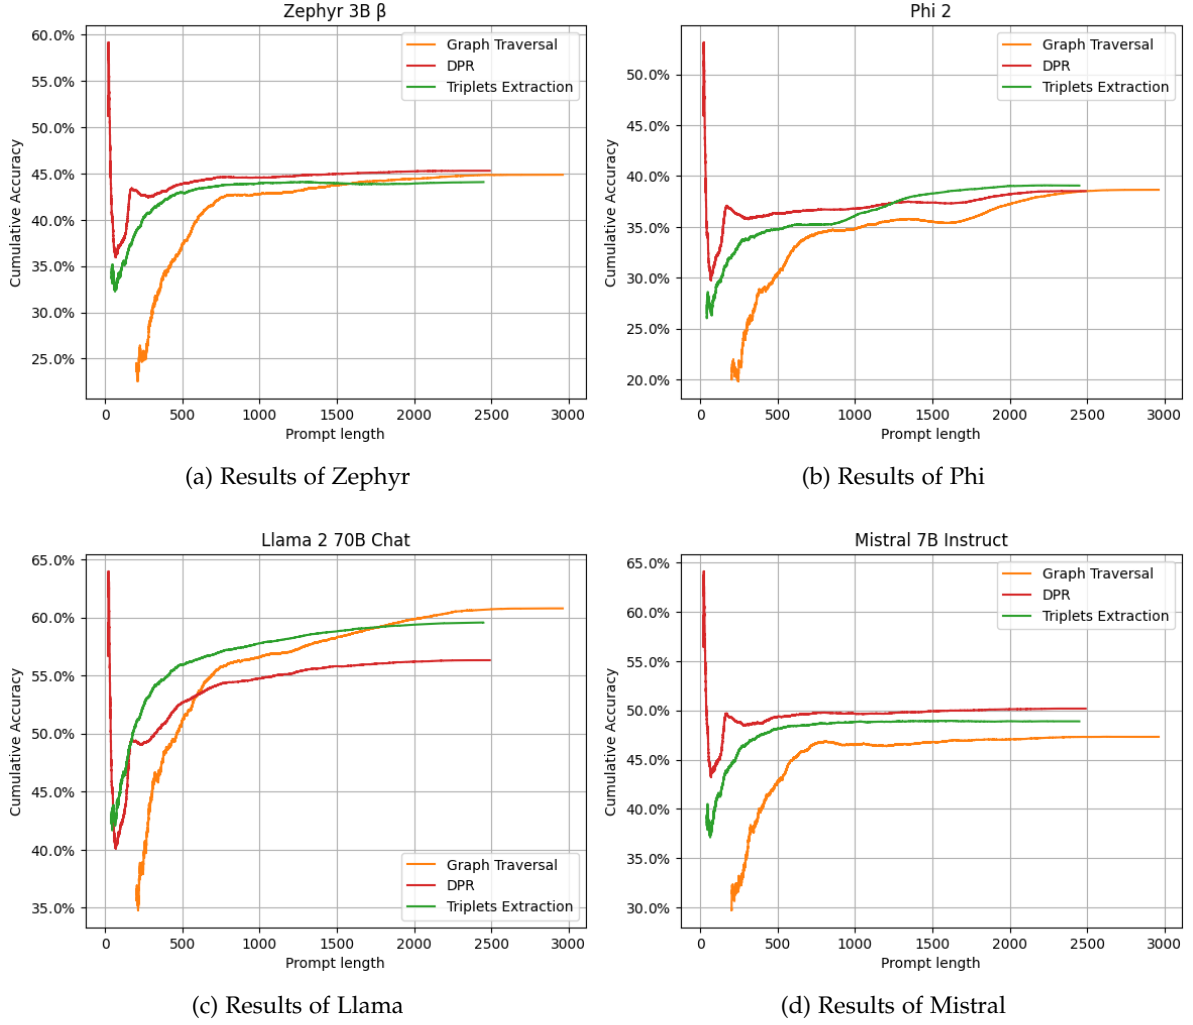 Zephyr 3B β
60.0%
55.0%
50.0%
45.0%
40.0%
35.0%
30.0%
25.0%
Cumulative Accuracy
Graph Traversal
DPR
Triplets Extraction
0 500 1000 1500 2000 2500 3000
Prompt length
(a) Results of Zephyr
Phi 2
50.0%
45.0%
40.0%
35.0%
30.0%
25.0%
20.0%
Cumulative Accuracy
Graph Traversal
DPR
Triplets Extraction
0 500 1000 1500 2000 2500 3000
Prompt length
(b) Results of Phi
Llama 2 70B Chat
65.0%
60.0%
55.0%
50.0%
45.0%
40.0%
35.0%
Cumulative Accuracy
Graph Traversal
DPR
Triplets Extraction
0 500 1000 1500 2000 2500 3000
Prompt length
(c) Results of Llama
Mistral 7B Instruct
65.0%
60.0%
55.0%
50.0%
45.0%
40.0%
35.0%
30.0%
Cumulative Accuracy
Graph Traversal
DPR
Triplets Extraction
0 500 1000 1500 2000 2500 3000
Prompt length
(d) Results of Mistral